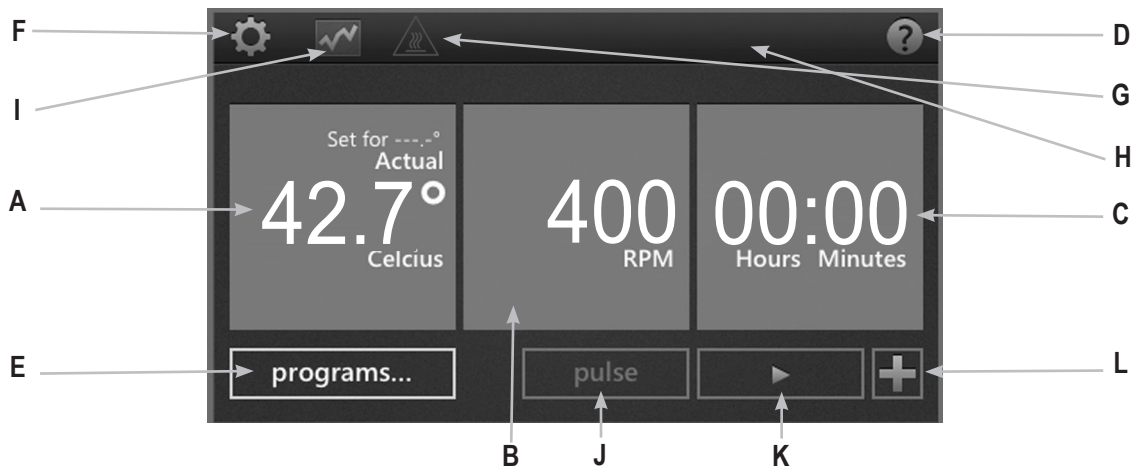 F
D
I
G
H
Set for ---.-°
Actual
A
42.7°
400
00:00
C
Celcius
RPM
Hours Minutes
E
programs...
pulse
L
B
J
K